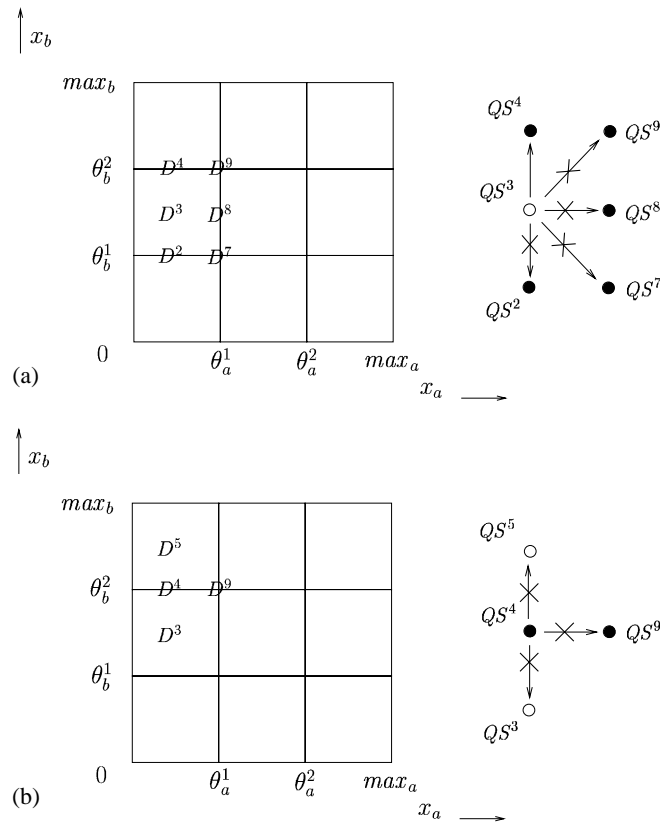 x_b
max_b
QS^4
QS^9
θ_b^2
D^4 D^9
QS^3
D^3 D^8
QS^8
θ_b^1
D^2 D^7
QS^2
QS^7
0
θ_a^1 θ_a^2 max_a
(a)
x_a
x_b
max_b
QS^5
D^5
θ_b^2
D^4 D^9
QS^4
QS^9
D^3
θ_b^1
QS^3
0
θ_a^1 θ_a^2 max_a
(b)
x_a